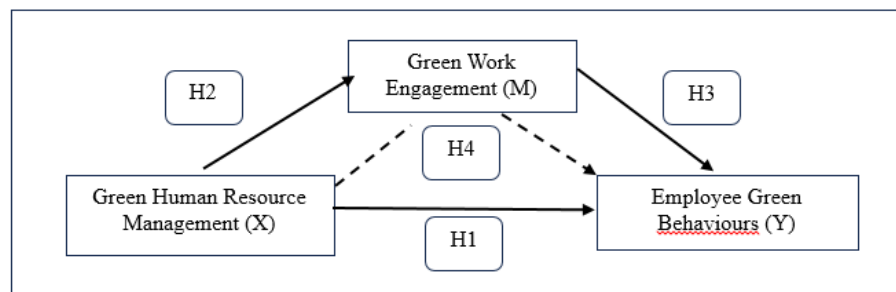 Green Work
Engagement (M)
H2
H3
H4
Green Human Resource
Management (X)
Employee Green
Behaviours (Y)
H1